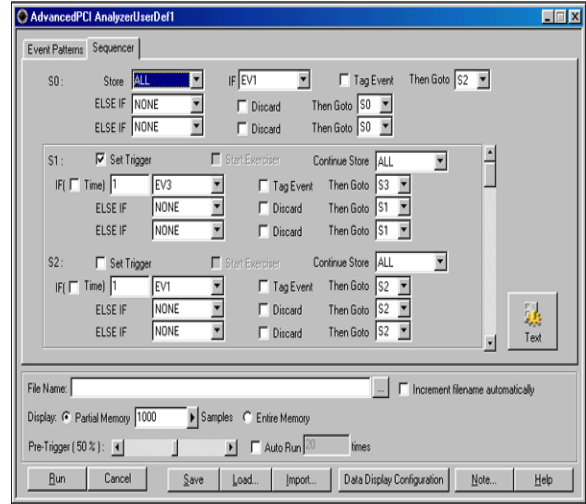 AdvancedPCI AnalyzerUserDef1
Event Patterns Sequencer
S0: Store ALL IF EV1 Tag Event Then Goto S2
ELSE IF NONE Discard Then Goto S0
ELSE IF NONE Discard Then Goto S0
S1: Set Trigger Start Exerciser Continue Store ALL
IF( Time) 1 EV3 Tag Event Then Goto S3
ELSE IF NONE Discard Then Goto S1
ELSE IF NONE Discard Then Goto S1
S2: Set Trigger Start Exerciser Continue Store ALL
IF( Time) 1 EV1 Tag Event Then Goto S2
ELSE IF NONE Discard Then Goto S2
ELSE IF NONE Discard Then Goto S2
Text
File Name: ... Increment filename automatically
Display: Partial Memory 1000 Samples Entire Memory
Pre-Trigger ( 50 % ): Auto Run 20 times
Run Cancel Save Load... Import... Data Display Configuration Note... Help